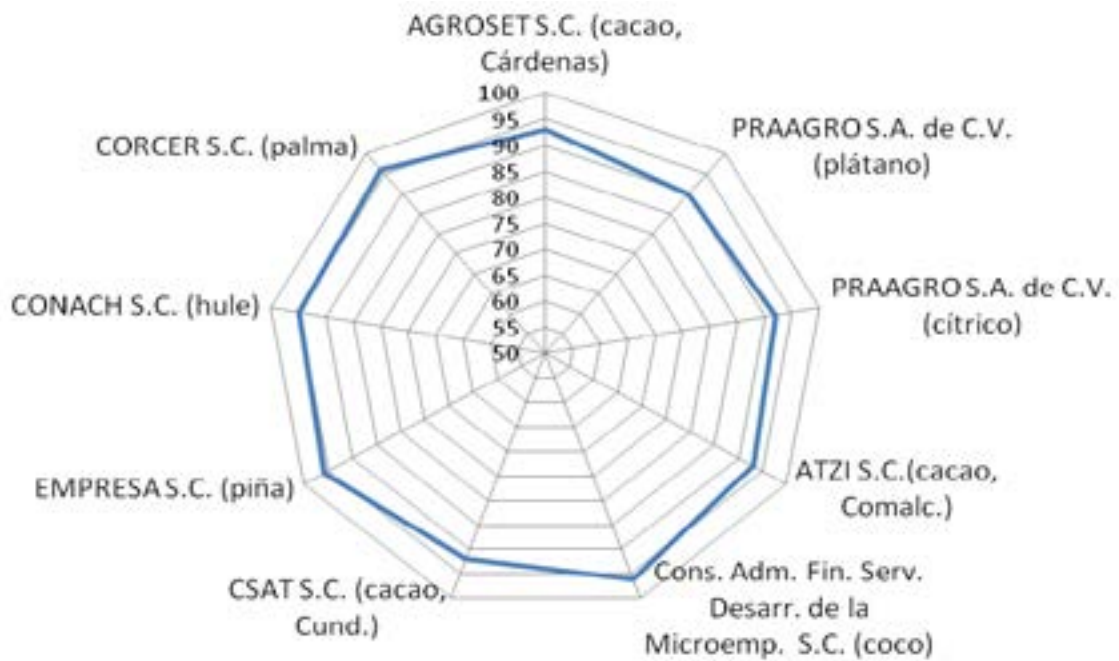 AGROSET S.C. (cacao,
Cárdenas)
PRAAGRO S.A. de C.V.
(plátano)
PRAAGRO S.A. de C.V.
(cítrico)
ATZI S.C.(cacao,
Comalc.)
Cons. Adm. Fin. Serv.
Desarr. de la
Microemp. S.C. (coco)
CSAT S.C. (cacao,
Cund.)
EMPRESA S.C. (piña)
CONACH S.C. (hule)
CORCER S.C. (palma)
100
95
90
85
80
75
70
65
60
55
50